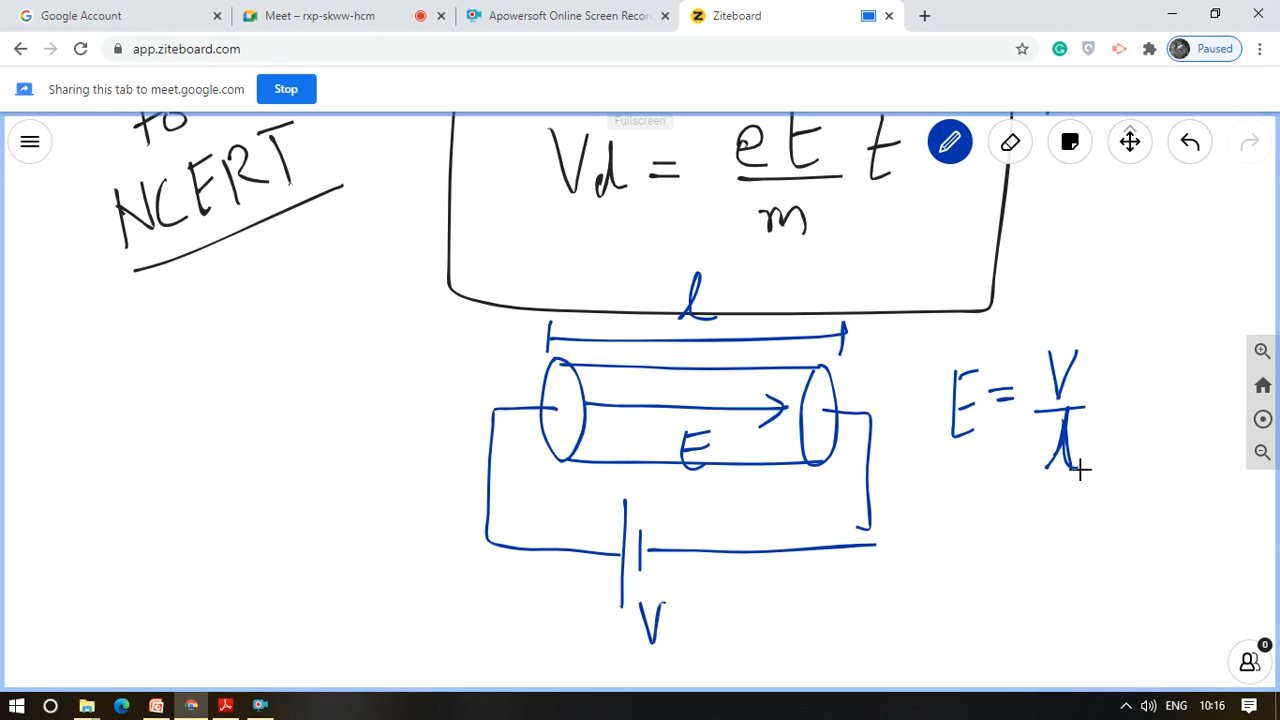 Google Account
Meet – rxp-skww-hcm
Apowersoft Online Screen Recor
Ziteboard
app.ziteboard.com
Paused
Sharing this tab to meet.google.com
Stop
Fullscreen
to
NCERT
Vd = et/m t
l
E
E = V/l
V
0
ENG
10:16